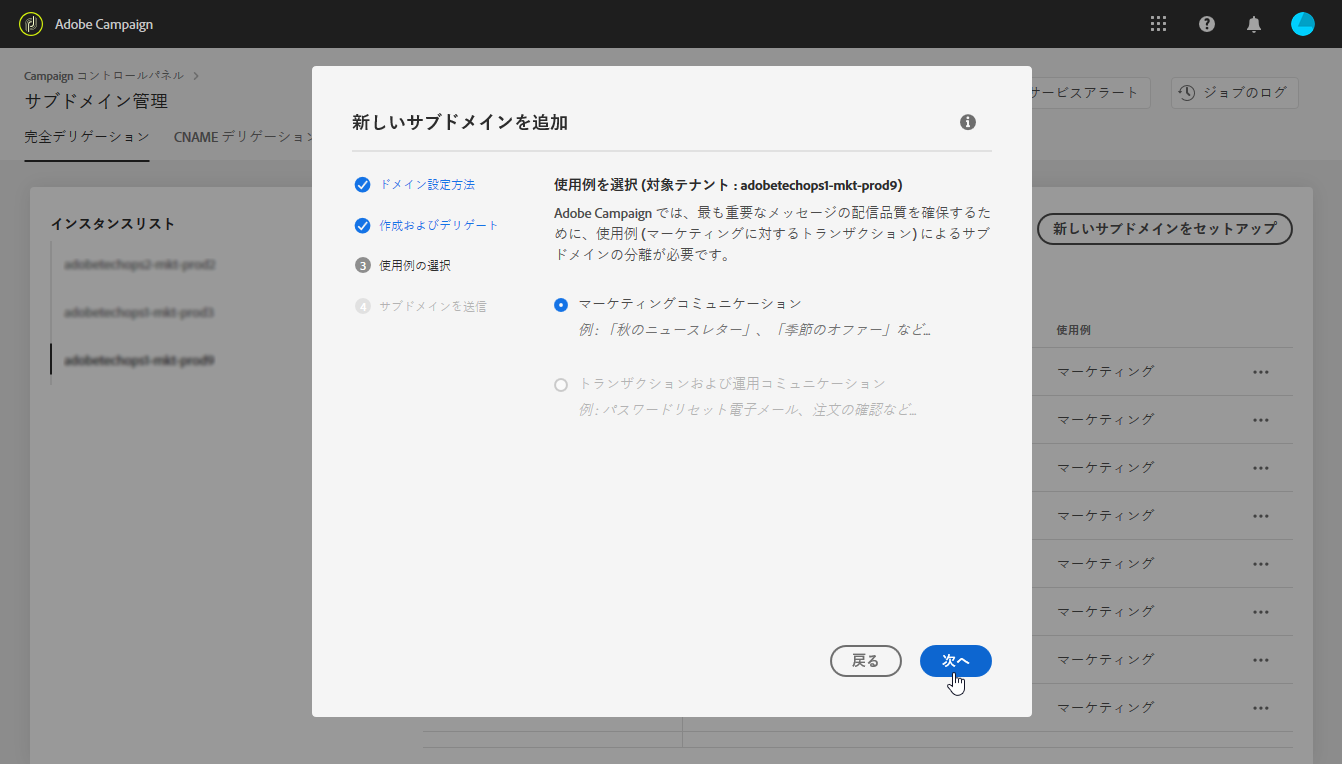 Adobe Campaign
Campaign コントロールパネル
サブドメイン管理
完全デリゲーション
CNAME デリゲーション
サービスアラート
ジョブのログ
インスタンスリスト
adobetechops2-mkt-prod2
adobetechops1-mkt-prod3
adobetechops1-mkt-prod9
新しいサブドメインを追加
ドメイン設定方法
作成およびデリゲート
3 使用例の選択
4 サブドメインを送信
使用例を選択 (対象テナント : adobetechops1-mkt-prod9)
Adobe Campaign では、最も重要なメッセージの配信品質を確保するた
めに、使用例 (マーケティングに対するトランザクション) によるサブ
ドメインの分離が必要です。
マーケティングコミュニケーション
例 : 「秋のニュースレター」、「季節のオファー」など...
トランザクションおよび運用コミュニケーション
例 : パスワードリセット電子メール、注文の確認など...
戻る
次へ
新しいサブドメインをセットアップ
使用例
マーケティング
マーケティング
マーケティング
マーケティング
マーケティング
マーケティング
マーケティング
マーケティング